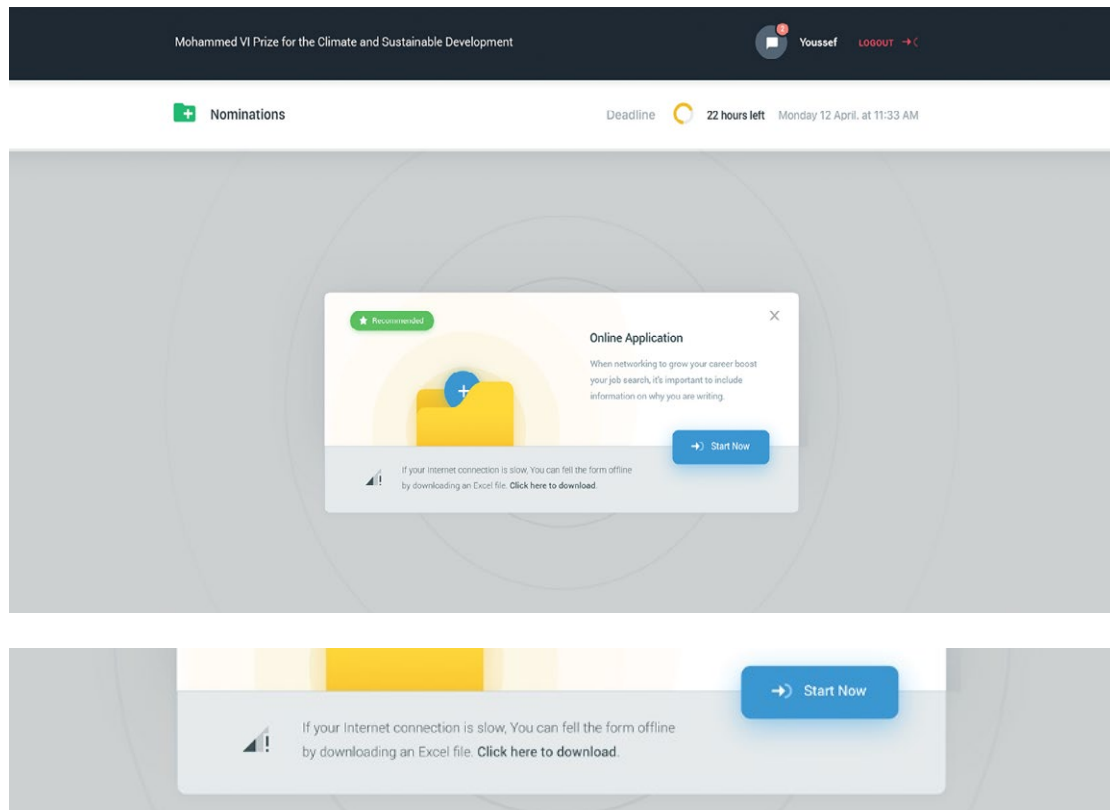 Mohammed VI Prize for the Climate and Sustainable Development
2
Youssef
LOGOUT
Nominations
Deadline
22 hours left
Monday 12 April. at 11:33 AM
Recommended
Online Application
When networking to grow your career boost
your job search, it's important to include
information on why you are writing.
Start Now
If your Internet connection is slow, You can fell the form offline
by downloading an Excel file. Click here to download.
Start Now
If your Internet connection is slow, You can fell the form offline
by downloading an Excel file. Click here to download.